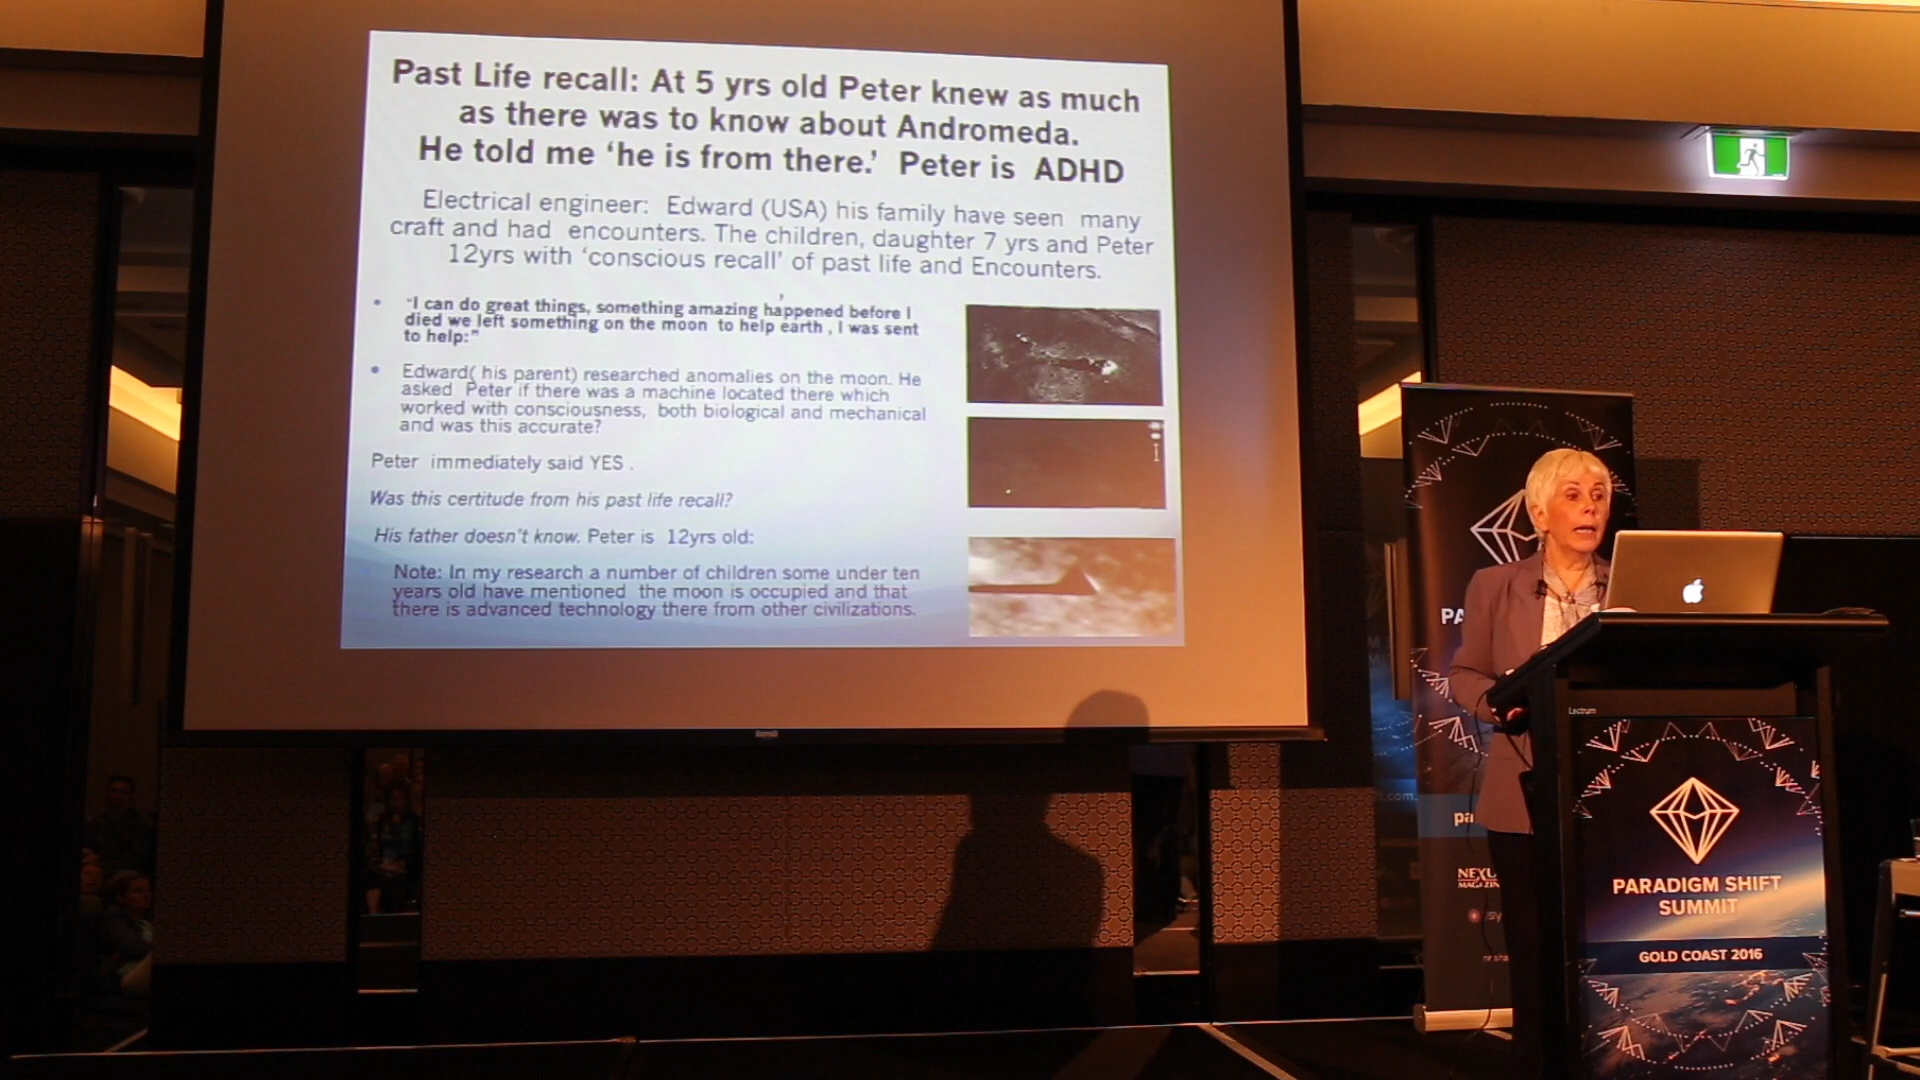 Past Life recall: At 5 yrs old Peter knew as much
as there was to know about Andromeda.
He told me ‘he is from there.’ Peter is ADHD
Electrical engineer: Edward (USA) his family have seen many
craft and had encounters. The children, daughter 7 yrs and Peter
12yrs with ‘conscious recall’ of past life and Encounters.
• “I can do great things, something amazing happened before I
died we left something on the moon to help earth , I was sent
to help:”
• Edward( his parent) researched anomalies on the moon. He
asked Peter if there was a machine located there which
worked with consciousness, both biological and mechanical
and was this accurate?
Peter immediately said YES .
Was this certitude from his past life recall?
His father doesn’t know. Peter is 12yrs old:
Note: In my research a number of children some under ten
years old have mentioned the moon is occupied and that
there is advanced technology there from other civilizations.
PA
pa
NEXU
MAGAZIN
Lectrum
PARADIGM SHIFT
SUMMIT
GOLD COAST 2016